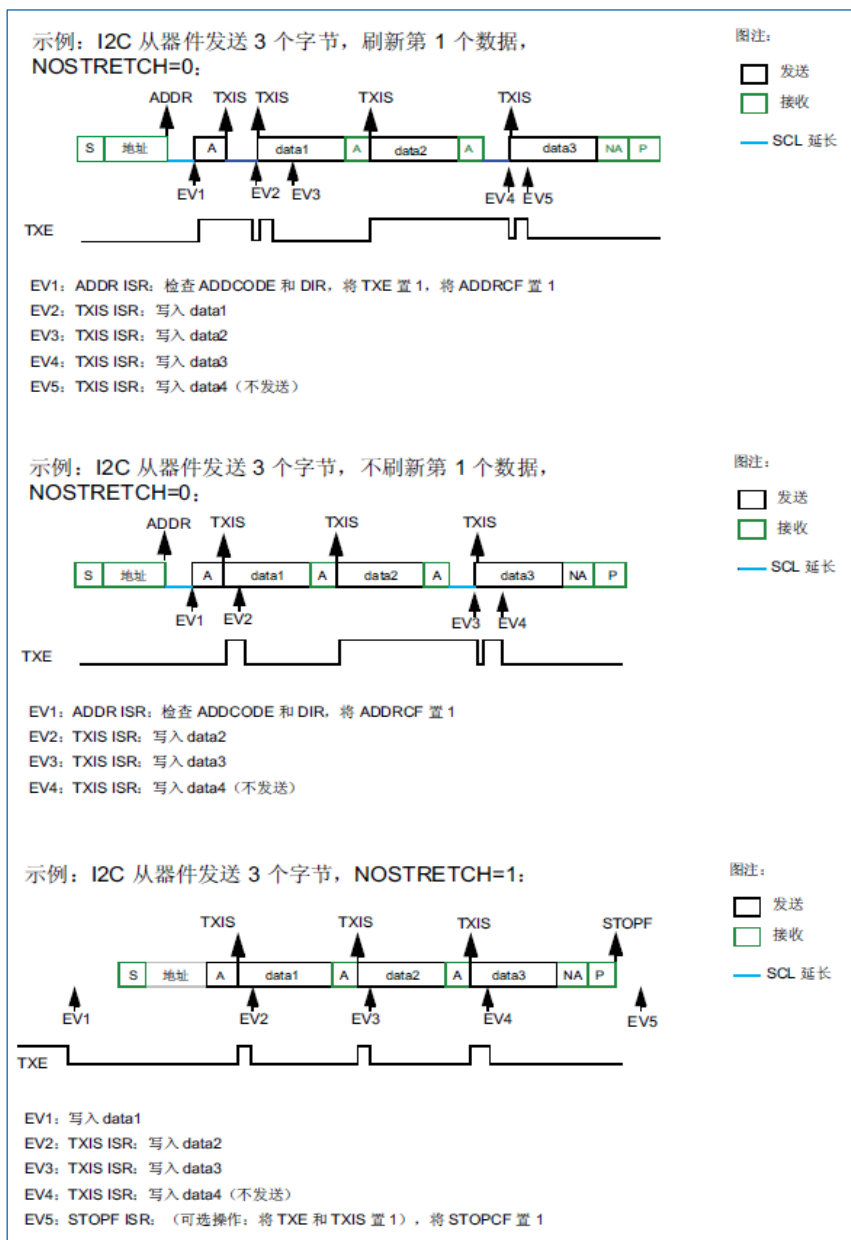 示例：I2C 从器件发送 3 个字节，刷新第 1 个数据，
NOSTRETCH=0：
图注：
发送
接收
SCL 延长
ADDR TXIS TXIS TXIS TXIS
S 地址 A data1 A data2 A data3 NA P
EV1 EV2 EV3 EV4 EV5
TXE
EV1：ADDR ISR：检查 ADDCODE 和 DIR，将 TXE 置 1，将 ADDRCF 置 1
EV2：TXIS ISR：写入 data1
EV3：TXIS ISR：写入 data2
EV4：TXIS ISR：写入 data3
EV5：TXIS ISR：写入 data4（不发送）
示例：I2C 从器件发送 3 个字节，不刷新第 1 个数据，
NOSTRETCH=0：
图注：
发送
接收
SCL 延长
ADDR TXIS TXIS TXIS
S 地址 A data1 A data2 A data3 NA P
EV1 EV2 EV3 EV4
TXE
EV1：ADDR ISR：检查 ADDCODE 和 DIR，将 ADDRCF 置 1
EV2：TXIS ISR：写入 data2
EV3：TXIS ISR：写入 data3
EV4：TXIS ISR：写入 data4（不发送）
示例：I2C 从器件发送 3 个字节，NOSTRETCH=1：
图注：
发送
接收
SCL 延长
TXIS TXIS TXIS STOPF
S 地址 A data1 A data2 A data3 NA P
EV1 EV2 EV3 EV4 EV5
TXE
EV1：写入 data1
EV2：TXIS ISR：写入 data2
EV3：TXIS ISR：写入 data3
EV4：TXIS ISR：写入 data4（不发送）
EV5：STOPF ISR：（可选操作：将 TXE 和 TXIS 置 1），将 STOPCF 置 1